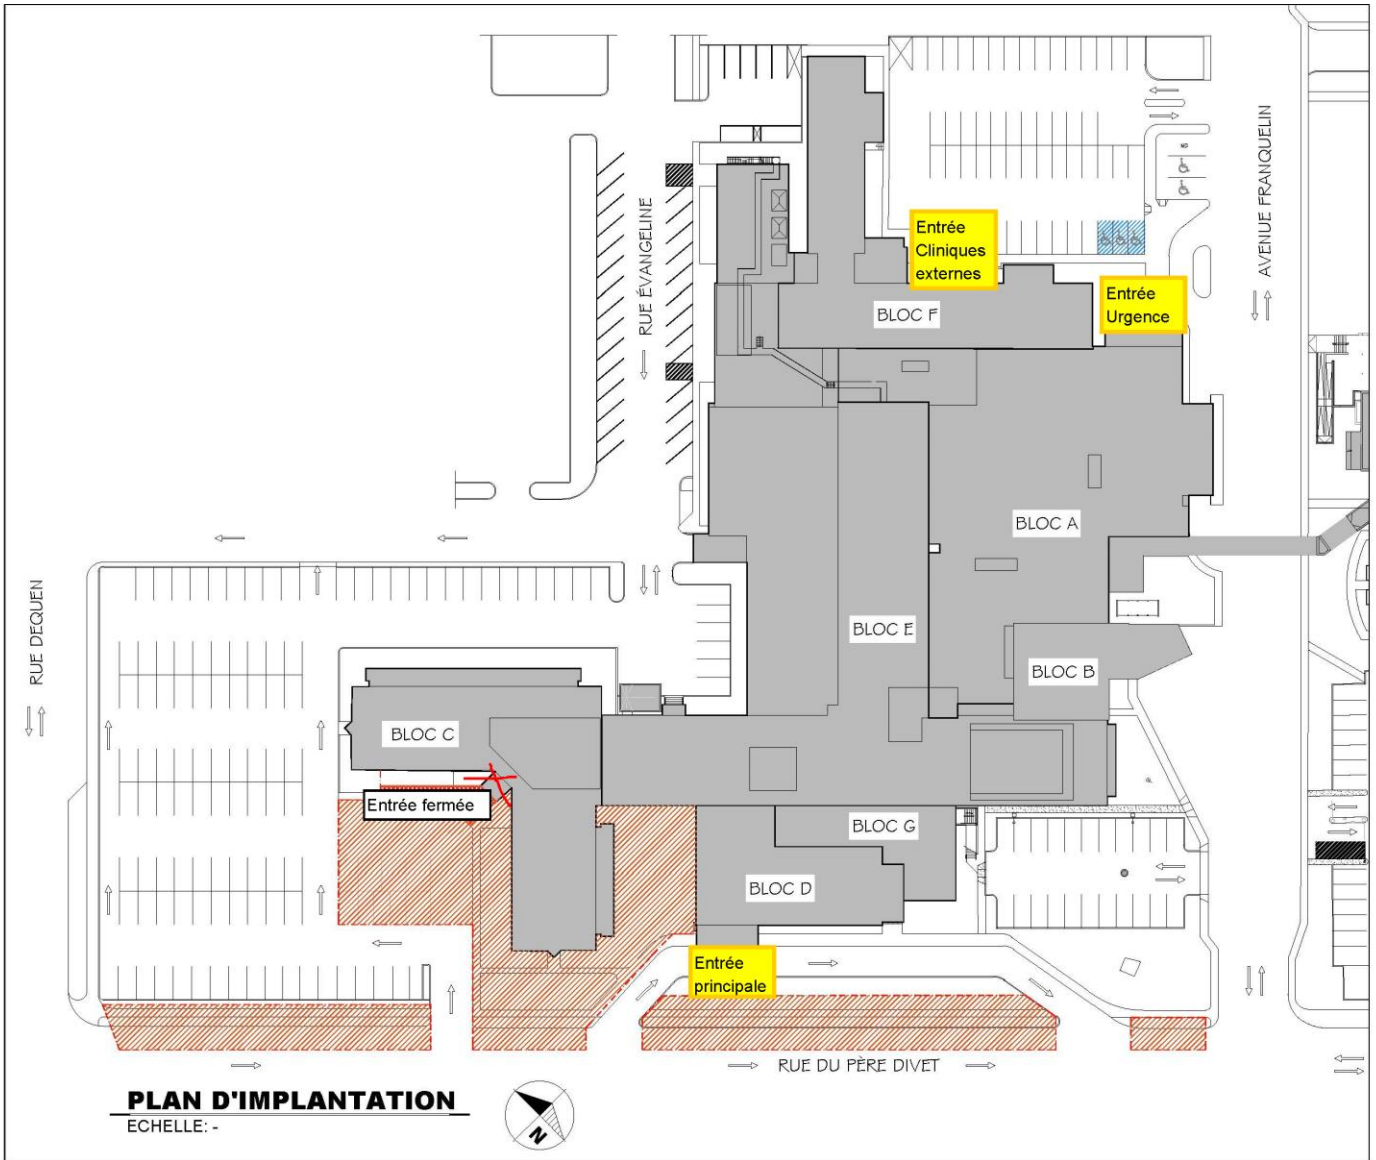 AVENUE FRANQUELIN
RUE ÉVANGELINE
Entrée
Cliniques
externes
Entrée
Urgence
BLOC F
BLOC A
RUE DEQUEN
BLOC E
BLOC B
BLOC C
Entrée fermée
BLOC G
BLOC D
Entrée
principale
RUE DU PÈRE DIVET
PLAN D'IMPLANTATION
ECHELLE: -
N